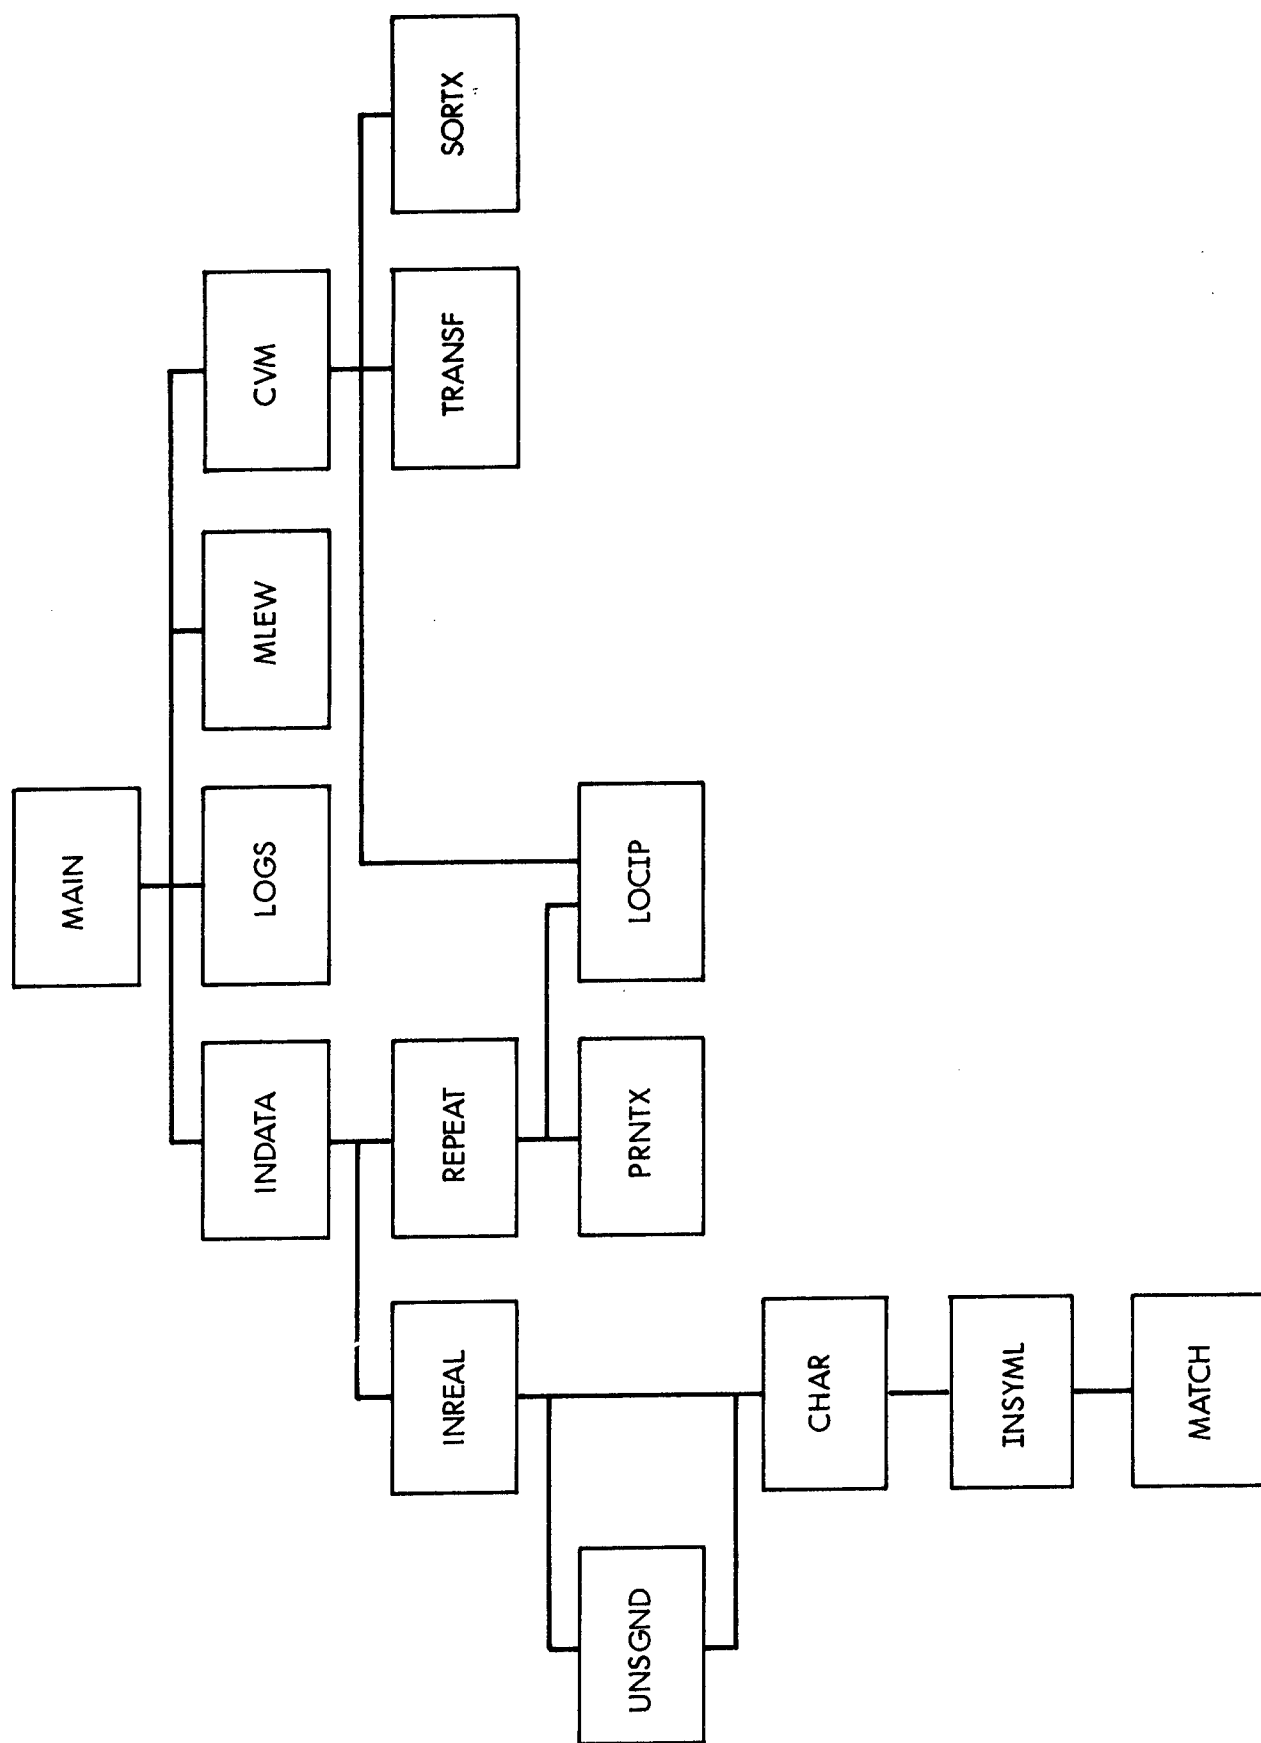 MAIN
INDATA
LOGS
MLEW
CVM
INREAL
REPEAT
TRANSF
SORTX
UNSGND
PRNTX
LOCIP
CHAR
INSYML
MATCH